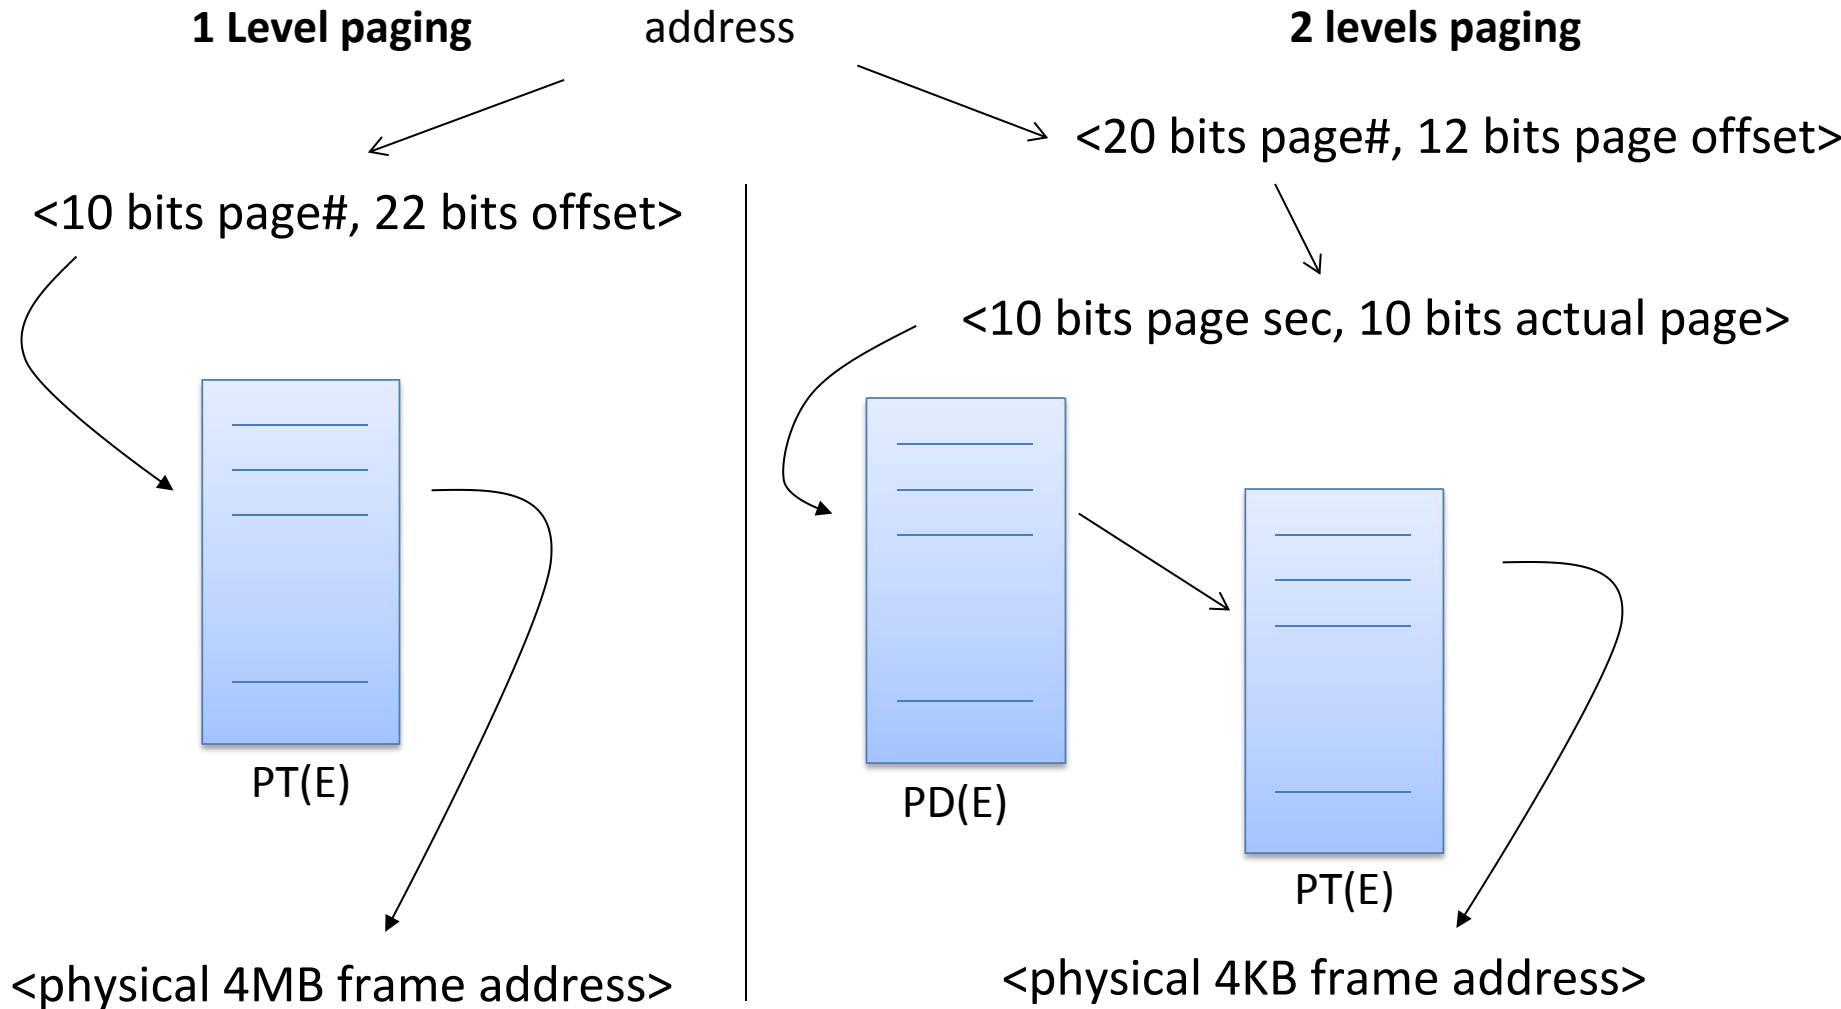 1 Level paging
address
2 levels paging
<20 bits page#, 12 bits page offset>
<10 bits page#, 22 bits offset>
<10 bits page sec, 10 bits actual page>
PT(E)
PD(E)
PT(E)
<physical 4MB frame address>
<physical 4KB frame address>